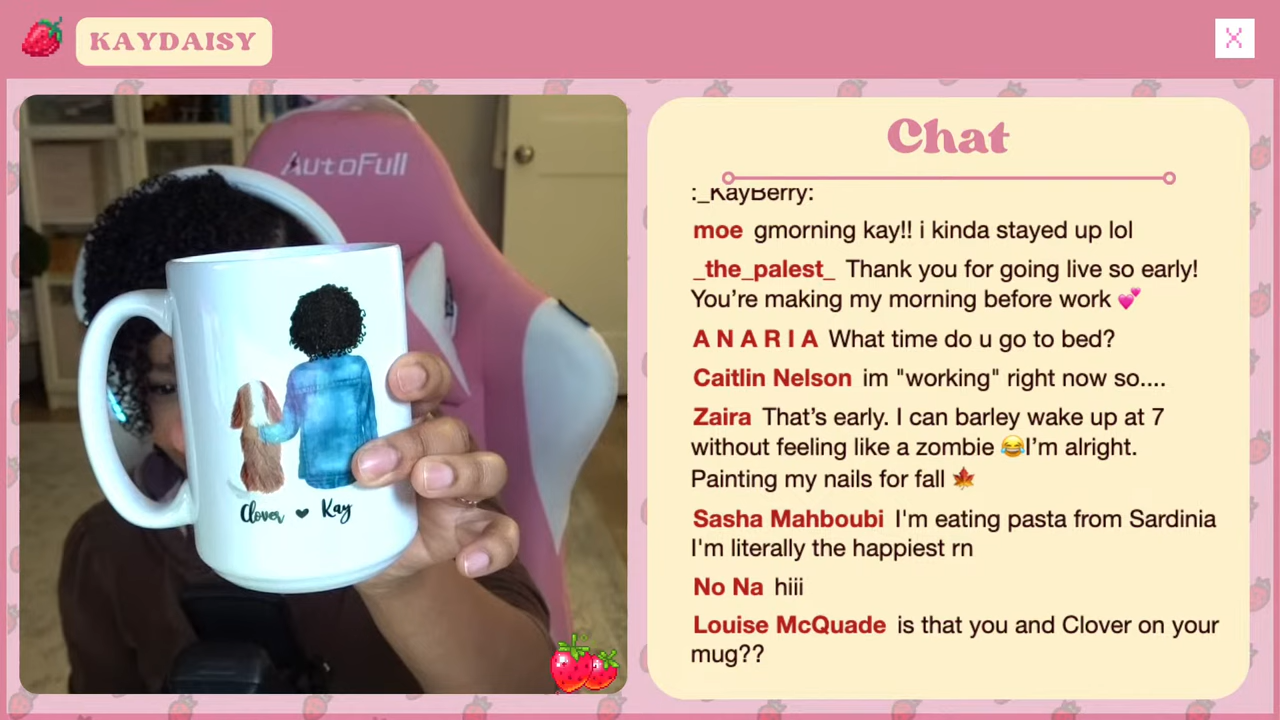 KAYDAISY
AutoFull
Clover ❤ Kay
Chat
:_KayBerry:
moe gmorning kay!! i kinda stayed up lol
_the_palest_ Thank you for going live so early!
You’re making my morning before work 💕
A N A R I A What time do u go to bed?
Caitlin Nelson im "working" right now so....
Zaira That’s early. I can barley wake up at 7
without feeling like a zombie 😂I’m alright.
Painting my nails for fall 🍁
Sasha Mahboubi I'm eating pasta from Sardinia
I'm literally the happiest rn
No Na hiii
Louise McQuade is that you and Clover on your
mug??